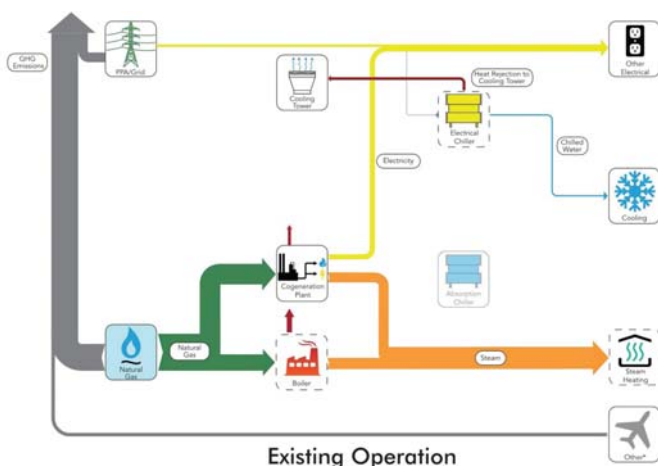 GHG
Emissions
PPA/Grid
Cooling
Tower
Heat Rejection to
Cooling Tower
Electrical
Chiller
Other
Electrical
Electricity
Chilled
Water
Cooling
Cogeneration
Plant
Absorption
Chiller
Natural
Gas
Natural
Gas
Boiler
Steam
Steam
Heating
Other*
Existing Operation